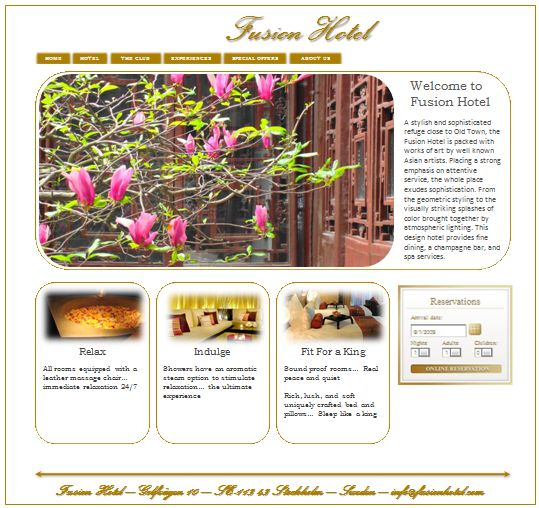 Fusion Hotel
HOME HOTEL THE CLUB EXPERIENCES SPECIAL OFFERS ABOUT US
Welcome to
Fusion Hotel
A stylish and sophisticated
refuge close to Old Town, the
Fusion Hotel is packed with
works of art by well known
Asian artists. Placing a strong
emphasis on attentive
service, the whole place
exudes sophistication. From
the geometric styling to the
visually striking splashes of
color brought together by
atmospheric lighting. This
design hotel provides fine
dining, a champagne bar, and
spa services.
Relax
All rooms equipped with a
leather massage chair...
immediate relaxation 24/7
Indulge
Showers have an aromatic
steam option to stimulate
relaxation... the ultimate
experience
Fit For a King
Sound proof rooms... Real
peace and quiet
Rich, lush, and soft
uniquely crafted bed and
pillows... Sleep like a king
Reservations
Arrival date:
9/1/2009
Nights: Adults: Children:
1 1 0
ONLINE RESERVATION
Fusion Hotel — 10 — SE-113 43 Stockholm — Sweden — info@fusionhotel.com